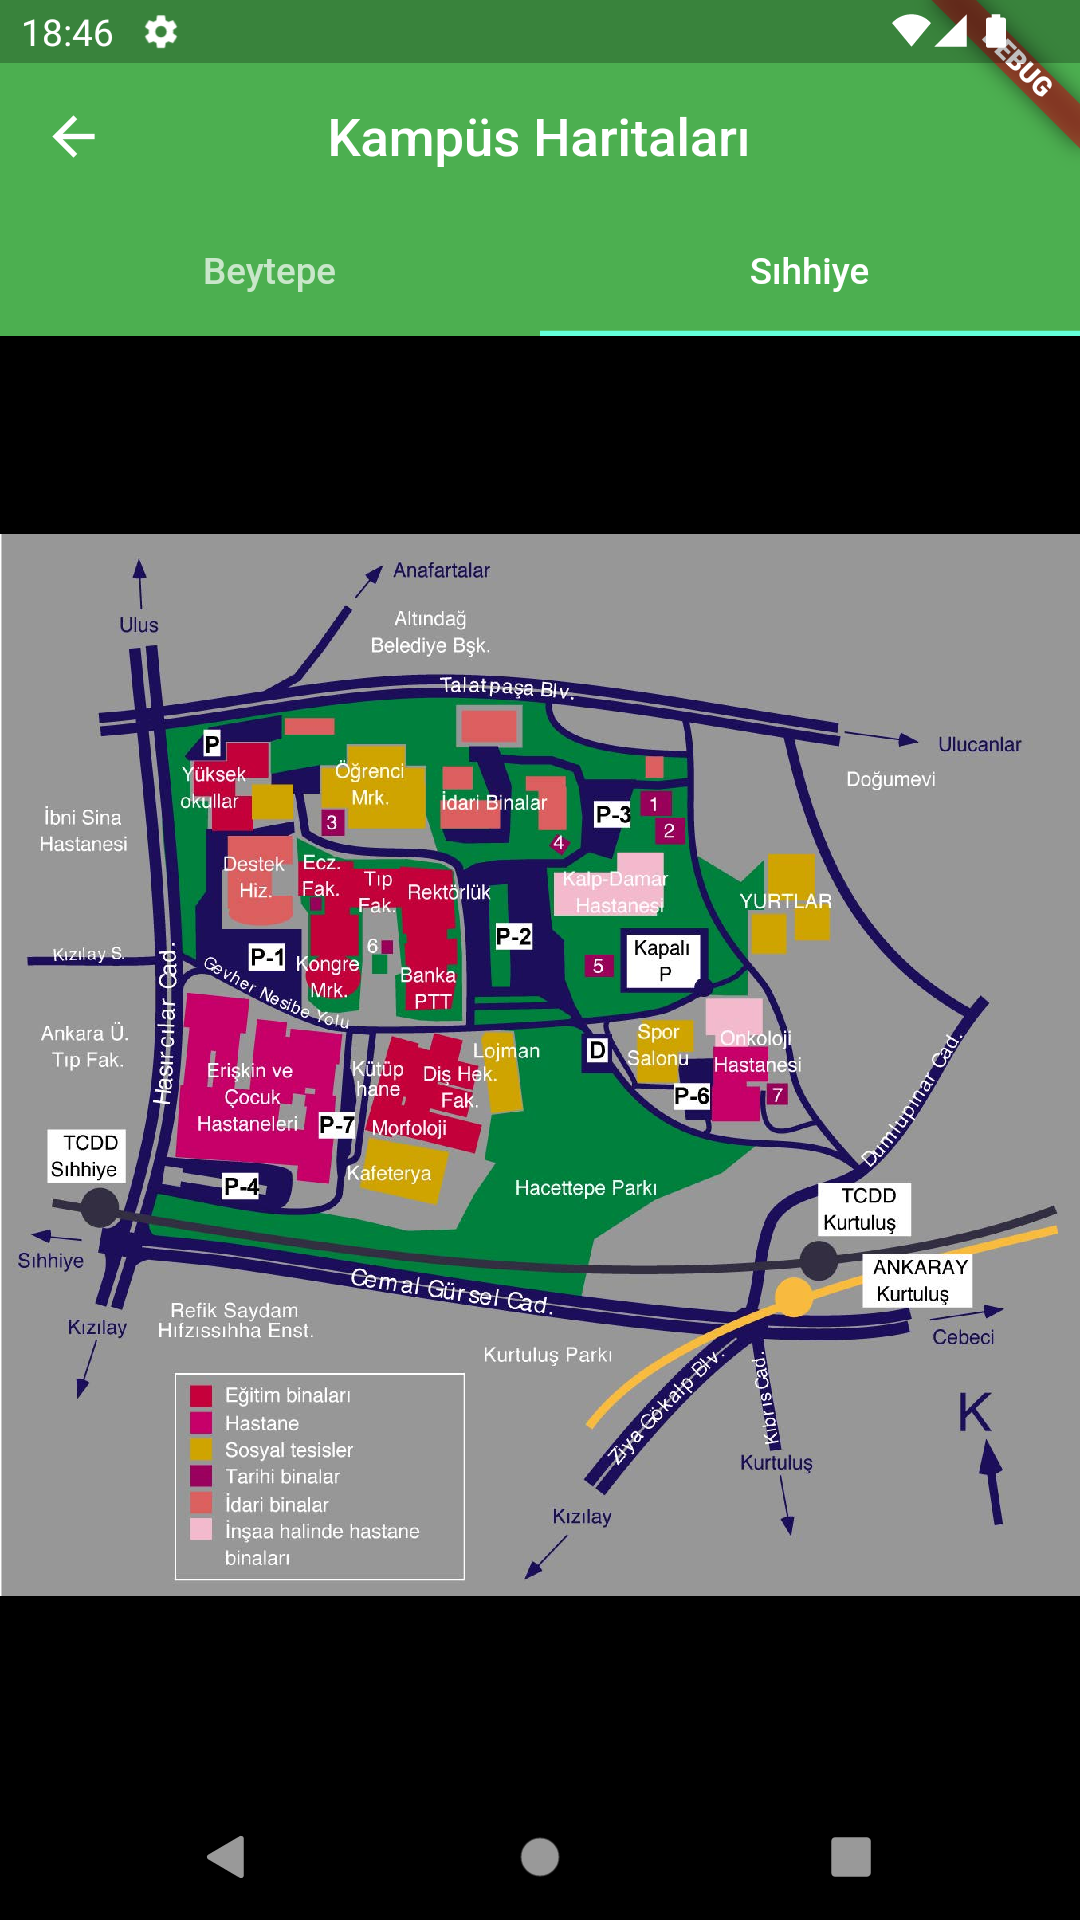 18:46
DEBUG
Kampüs Haritaları
Beytepe
Sıhhiye
Anafartalar
Ulus
Altındağ
Belediye Bşk.
Talatpaşa Blv.
Ulucanlar
Doğumevi
P
Yüksek
okullar
Öğrenci
Mrk.
3
İdari Binalar
4
P-3
1
2
İbni Sina
Hastanesi
Destek
Hiz.
Ecz.
Fak.
Tıp
Fak.
Rektörlük
Kalp-Damar
Hastanesi
YURTLAR
P-2
Kapalı
P
5
6
Kızılay S.
Hasırcılar Cad.
P-1
Gevher Nesibe Yolu
Kongre
Mrk.
Banka
PTT
Ankara Ü.
Tıp Fak.
Erişkin ve
Çocuk
Hastaneleri
Kütüp
hane
Diş Hek.
Fak.
Lojman
D
Spor
Salonu
Onkoloji
Hastanesi
P-6
7
Dumlupınar Cad.
P-7
Morfoloji
Kafeterya
TCDD
Sıhhiye
P-4
Hacettepe Parkı
TCDD
Kurtuluş
Sıhhiye
ANKARAY
Kurtuluş
Cemal Gürsel Cad.
Refik Saydam
Hıfzıssıhha Enst.
Kızılay
Cebeci
Kurtuluş Parkı
Ziya Gökalp Blv.
Kıbrıs Cad.
K
Kurtuluş
Kızılay
Eğitim binaları
Hastane
Sosyal tesisler
Tarihi binalar
İdari binalar
İnşaa halinde hastane
binaları